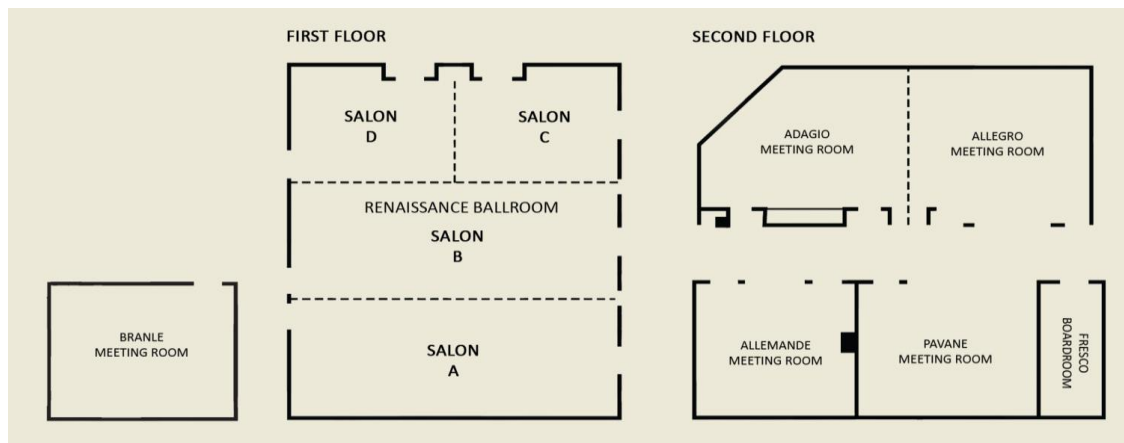 FIRST FLOOR
SECOND FLOOR
SALON
D
SALON
C
RENAISSANCE BALLROOM
SALON
B
SALON
A
BRANLE
MEETING ROOM
ADAGIO
MEETING ROOM
ALLEGRO
MEETING ROOM
ALLEMANDE
MEETING ROOM
PAVANE
MEETING ROOM
FRESCO
BOARDROOM